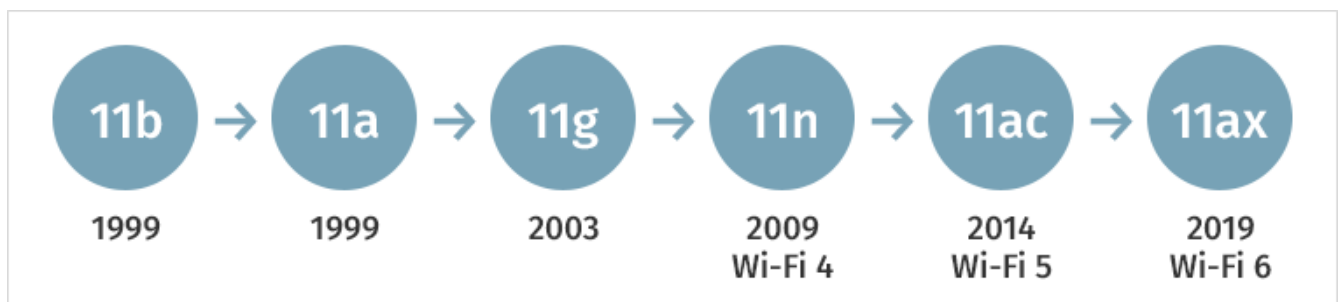 11b → 11a → 11g → 11n → 11ac → 11ax
1999 1999 2003 2009 2014 2019
Wi-Fi 4 Wi-Fi 5 Wi-Fi 6